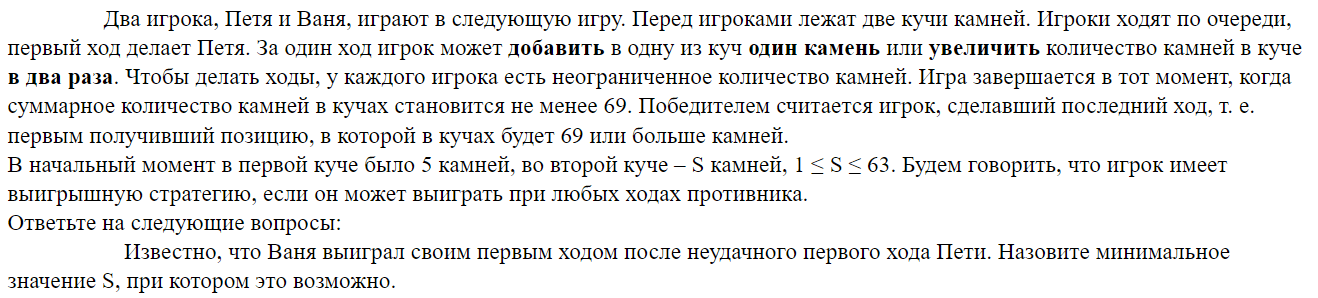 Два игрока, Петя и Ваня, играют в следующую игру. Перед игроками лежат две кучи камней. Игроки ходят по очереди,
первый ход делает Петя. За один ход игрок может добавить в одну из куч один камень или увеличить количество камней в куче
в два раза. Чтобы делать ходы, у каждого игрока есть неограниченное количество камней. Игра завершается в тот момент, когда
суммарное количество камней в кучах становится не менее 69. Победителем считается игрок, сделавший последний ход, т. е.
первым получивший позицию, в которой в кучах будет 69 или больше камней.
В начальный момент в первой куче было 5 камней, во второй куче – S камней, 1 ≤ S ≤ 63. Будем говорить, что игрок имеет
выигрышную стратегию, если он может выиграть при любых ходах противника.
Ответьте на следующие вопросы:
Известно, что Ваня выиграл своим первым ходом после неудачного первого хода Пети. Назовите минимальное
значение S, при котором это возможно.